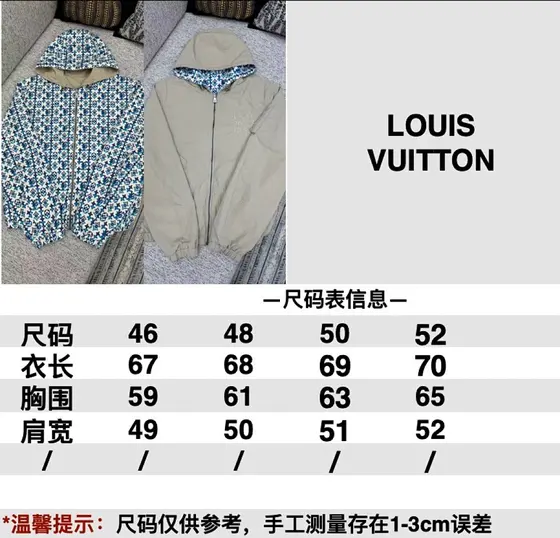 LOUIS
VUITTON
—尺码表信息—
尺码 46 48 50 52
衣长 67 68 69 70
胸围 59 61 63 65
肩宽 49 50 51 52
/ / / / /
*温馨提示：尺码仅供参考，手工测量存在1-3cm误差